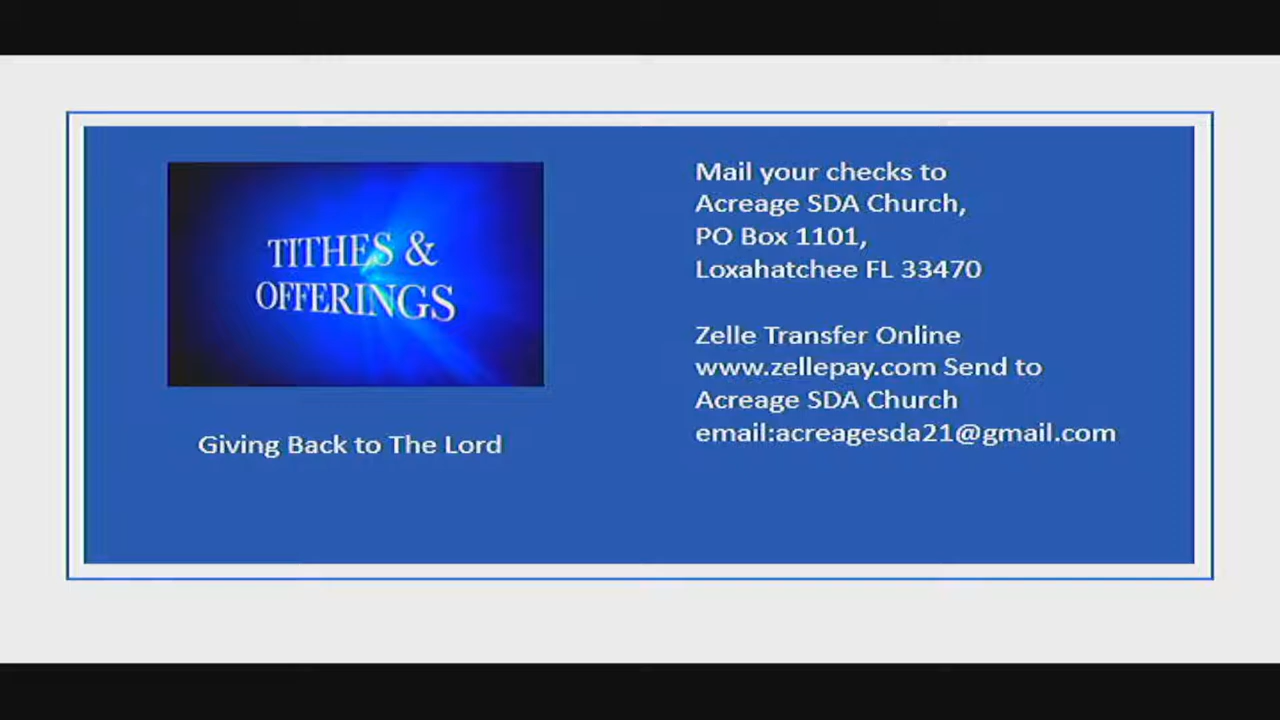 TITHES &
OFFERINGS
Giving Back to The Lord
Mail your checks to
Acreage SDA Church,
PO Box 1101,
Loxahatchee FL 33470
Zelle Transfer Online
www.zellepay.com Send to
Acreage SDA Church
email:acreagesda21@gmail.com